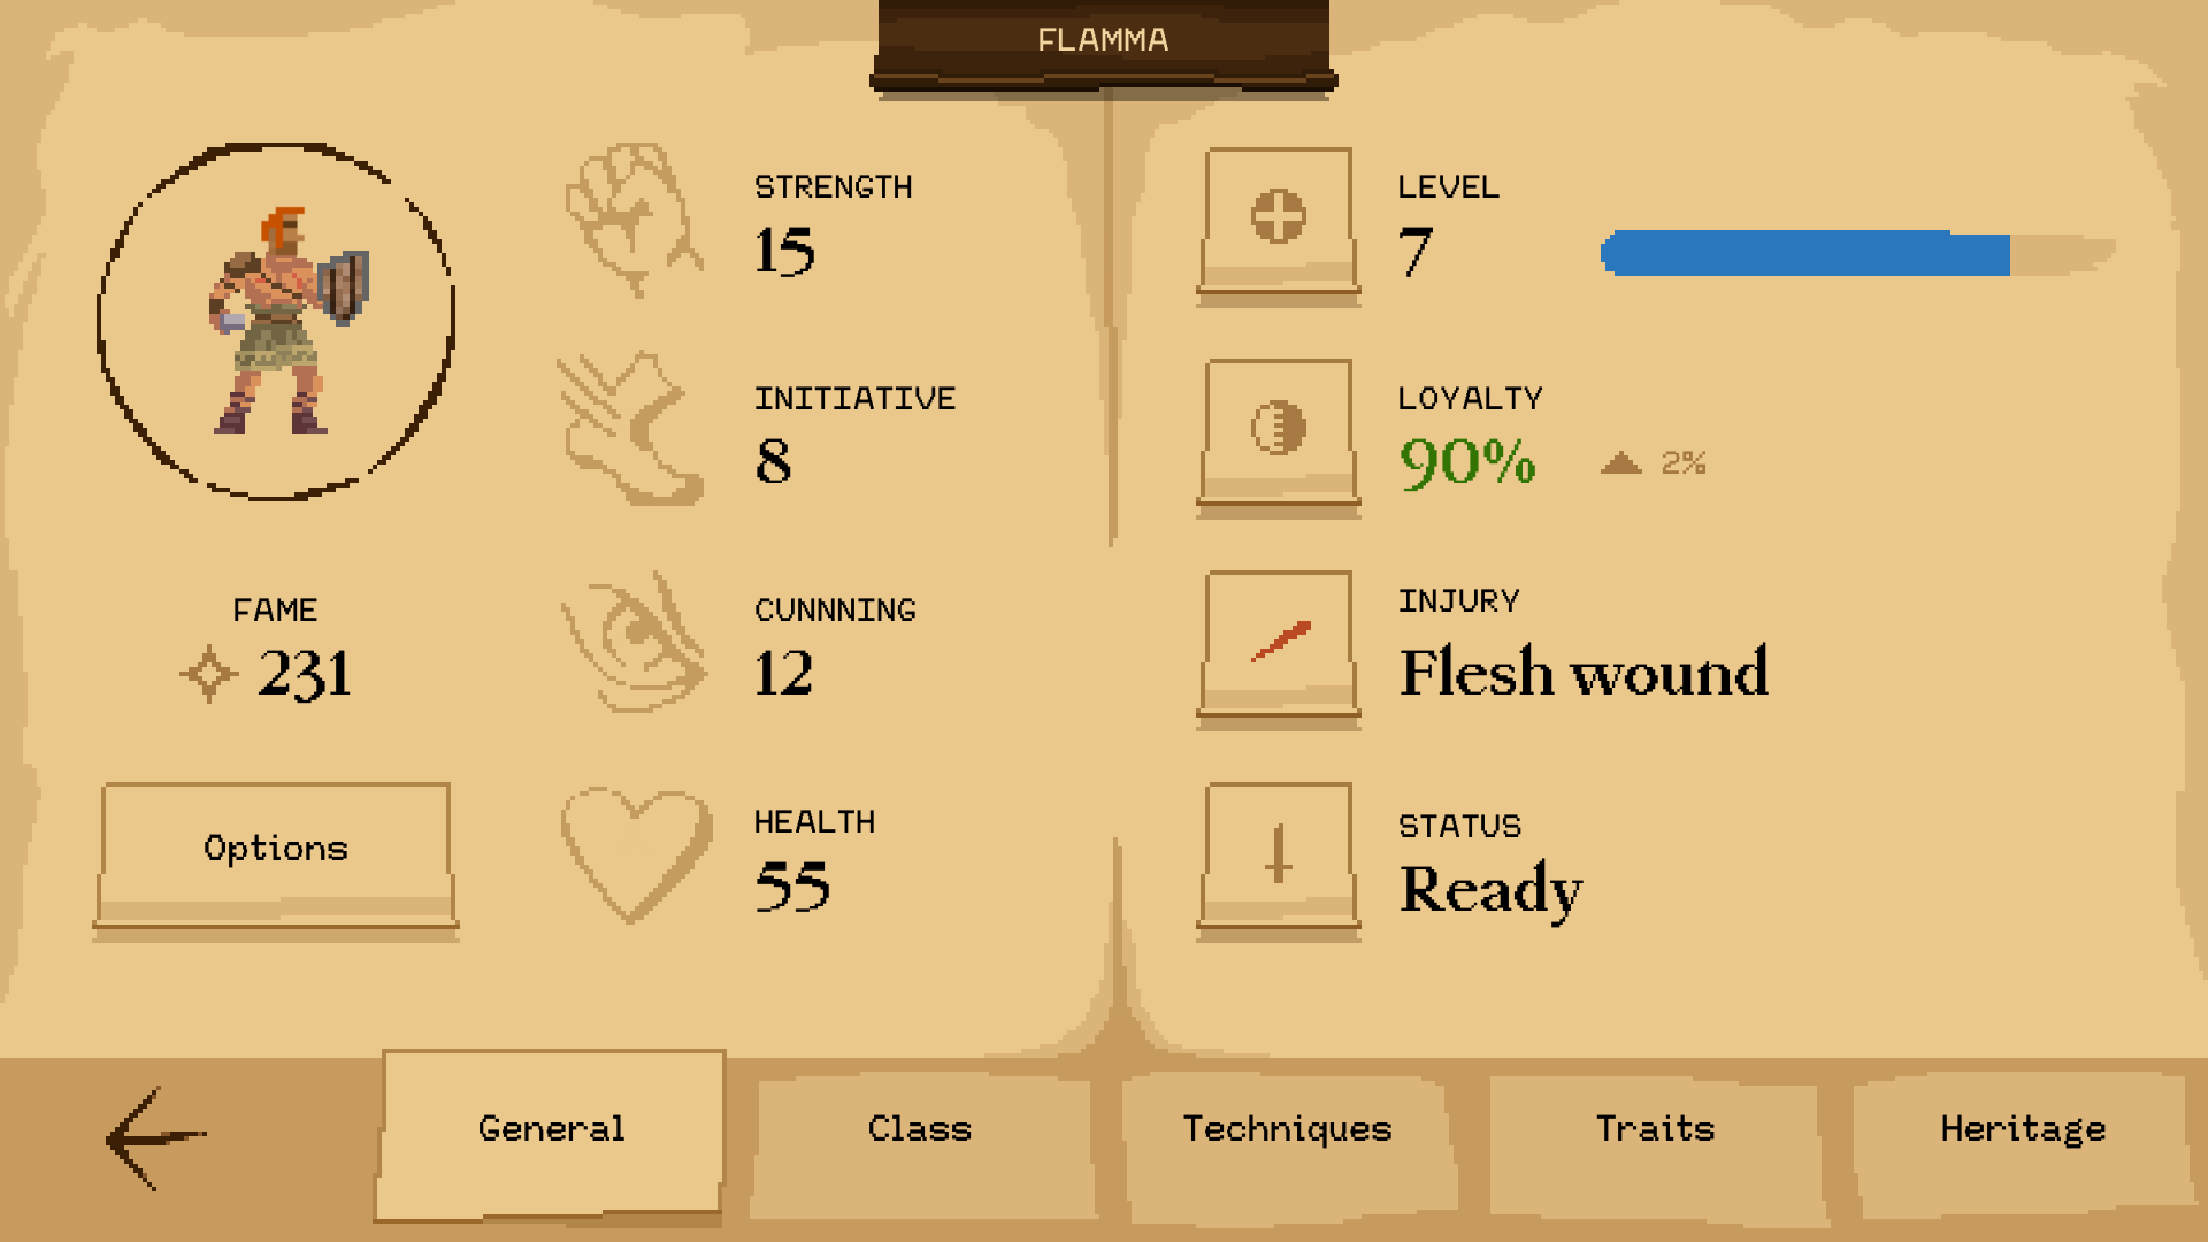 FLAMMA
FAME
231
Options
STRENGTH
15
INITIATIVE
8
CUNNNING
12
HEALTH
55
LEVEL
7
LOYALTY
90% 2%
INJURY
Flesh wound
STATUS
Ready
General Class Techniques Traits Heritage